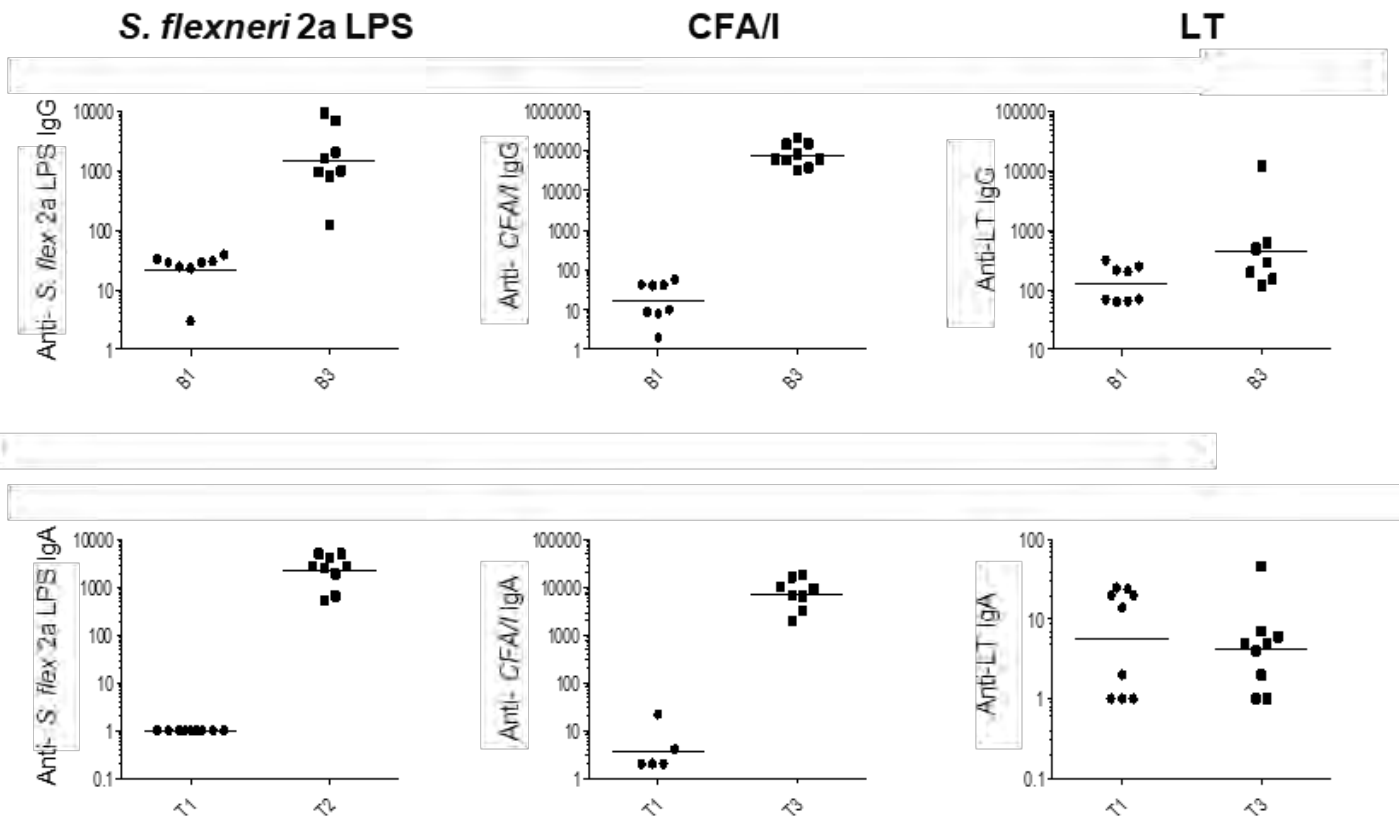 S. flexneri 2a LPS
CFA/I
LT
Anti- S. flex 2a LPS IgG
10000
1000
100
10
1
B1
B3
Anti- CFA/I IgG
1000000
100000
10000
1000
100
10
1
B1
B3
Anti-LT IgG
100000
10000
1000
100
10
B1
B3
Anti- S. flex 2a LPS IgA
10000
1000
100
10
1
0.1
T1
T2
Anti- CFA/I IgA
100000
10000
1000
100
10
1
T1
T3
Anti-LT IgA
100
10
1
0.1
T1
T3